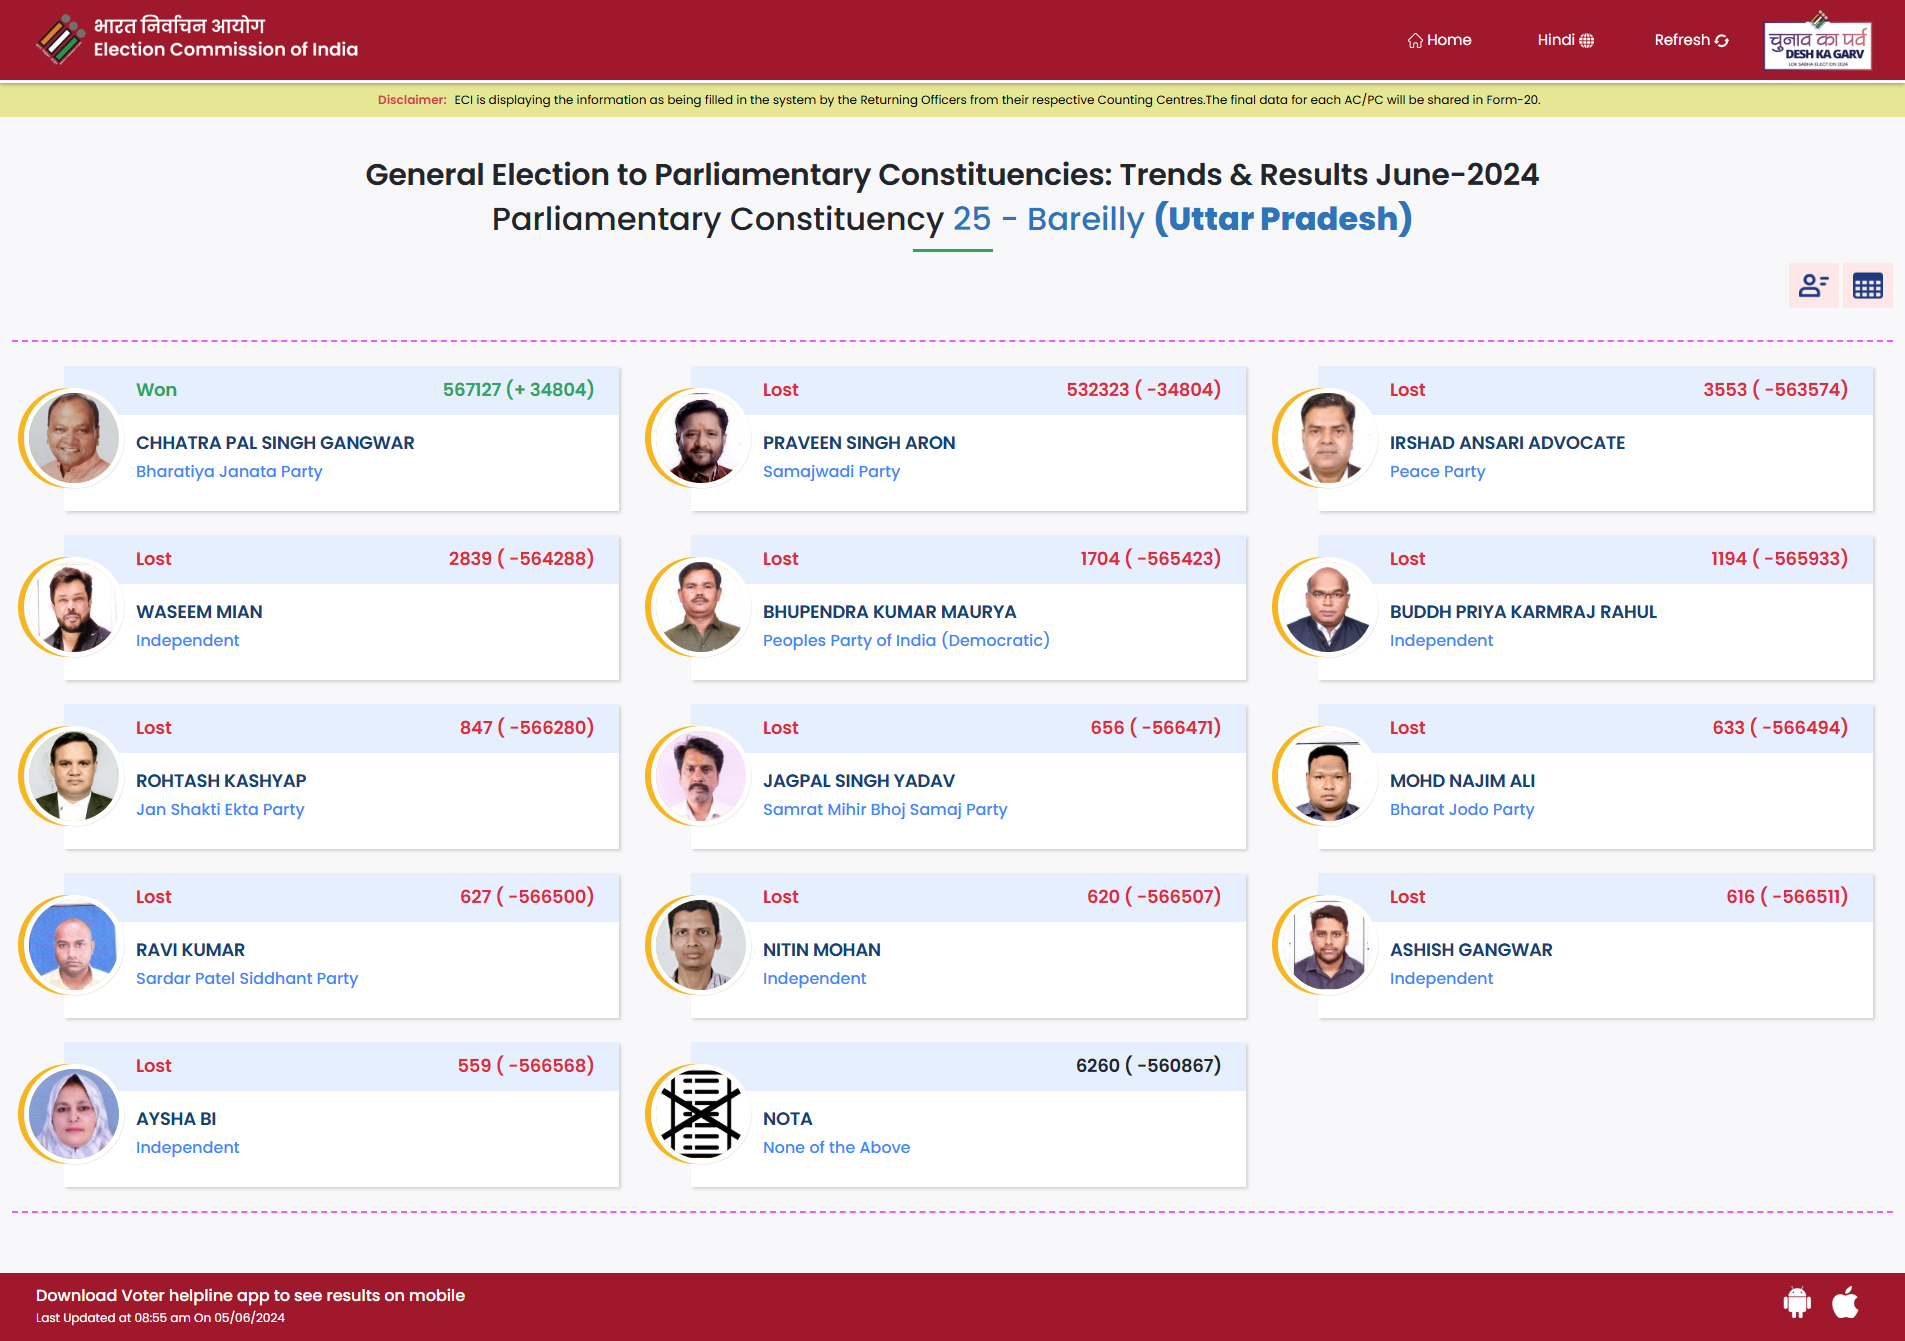 भारत निर्वाचन आयोग
Election Commission of India
Home
Hindi
Refresh
चुनाव का पर्व
DESH KA GARV
LOK SABHA ELECTION 2024
Disclaimer: ECI is displaying the information as being filled in the system by the Returning Officers from their respective Counting Centres.The final data for each AC/PC will be shared in Form-20.
General Election to Parliamentary Constituencies: Trends & Results June-2024
Parliamentary Constituency 25 - Bareilly (Uttar Pradesh)
Won 567127 (+ 34804)
CHHATRA PAL SINGH GANGWAR
Bharatiya Janata Party
Lost 532323 ( -34804)
PRAVEEN SINGH ARON
Samajwadi Party
Lost 3553 ( -563574)
IRSHAD ANSARI ADVOCATE
Peace Party
Lost 2839 ( -564288)
WASEEM MIAN
Independent
Lost 1704 ( -565423)
BHUPENDRA KUMAR MAURYA
Peoples Party of India (Democratic)
Lost 1194 ( -565933)
BUDDH PRIYA KARMRAJ RAHUL
Independent
Lost 847 ( -566280)
ROHTASH KASHYAP
Jan Shakti Ekta Party
Lost 656 ( -566471)
JAGPAL SINGH YADAV
Samrat Mihir Bhoj Samaj Party
Lost 633 ( -566494)
MOHD NAJIM ALI
Bharat Jodo Party
Lost 627 ( -566500)
RAVI KUMAR
Sardar Patel Siddhant Party
Lost 620 ( -566507)
NITIN MOHAN
Independent
Lost 616 ( -566511)
ASHISH GANGWAR
Independent
Lost 559 ( -566568)
AYSHA BI
Independent
6260 ( -560867)
NOTA
None of the Above
Download Voter helpline app to see results on mobile
Last Updated at 08:55 am On 05/06/2024